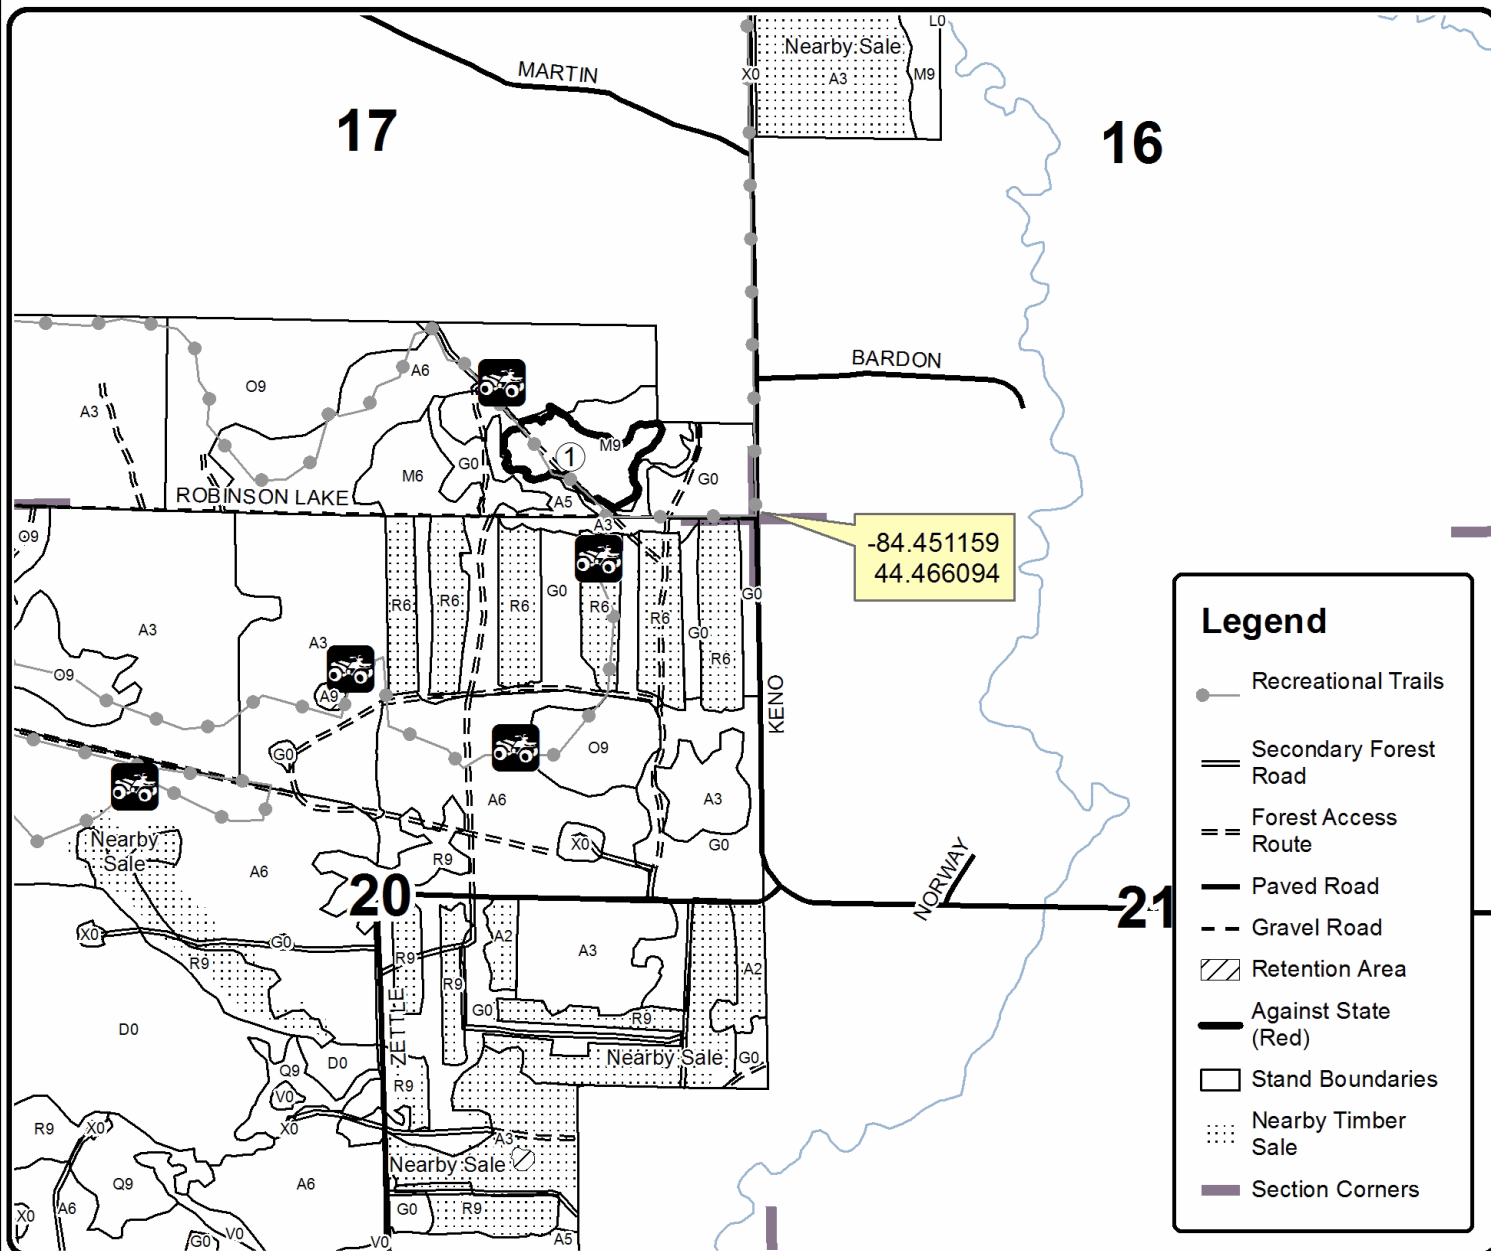 L0
Nearby Sale
MARTIN
X0
A3
M9
17
16
BARDON
O9
A6
A3
M9
1
G0
M6
G0
ROBINSON LAKE
A5
A3
O9
-84.451159
44.466094
G0
G0
R6
R6
R6
R6
R6
G0
R6
A3
A3
O9
A9
KENO
G0
O9
A6
A3
Nearby
Sale
X0
G0
R9
A6
NORWAY
20
21
X0
G0
A2
A3
R9
R9
A2
R9
ZETTLE
G0
R9
D0
Nearby Sale
G0
D0
Q9
R9
V0
R9
X0
X0
A3
Nearby Sale
Q9
A6
A6
X0
G0
R9
V0
G0
V0
A5
Legend
Recreational Trails
Secondary Forest
Road
Forest Access
Route
Paved Road
Gravel Road
Retention Area
Against State
(Red)
Stand Boundaries
Nearby Timber
Sale
Section Corners